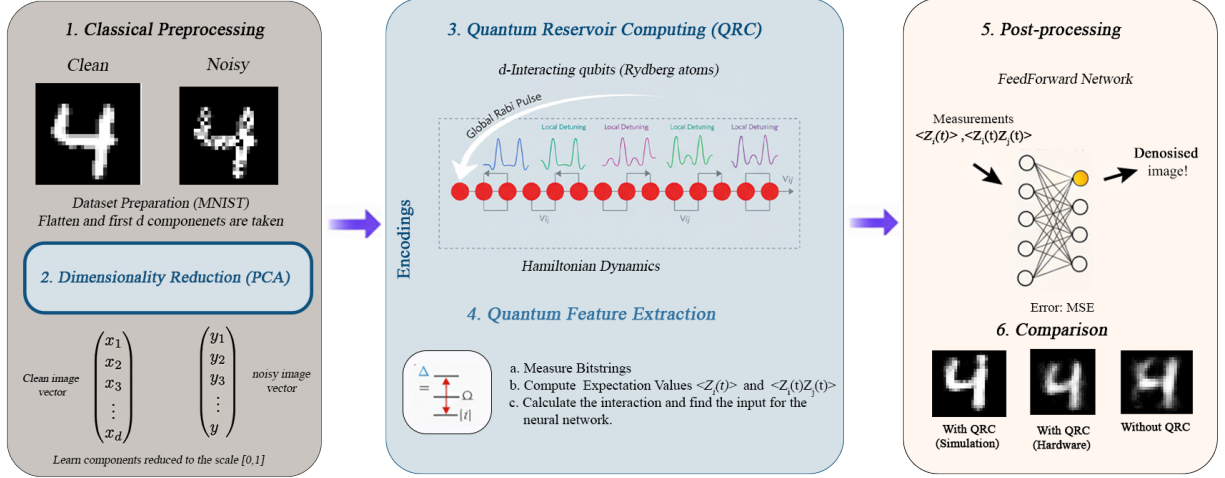 1. Classical Preprocessing
Clean
Noisy
Dataset Preparation (MNIST)
Flatten and first d componenets are taken
2. Dimensionality Reduction (PCA)
Clean image
vector
x1
x2
x3
⋮
xd
y1
y2
y3
⋮
y
noisy image
vector
Learn components reduced to the scale [0,1]
Encodings
3. Quantum Reservoir Computing (QRC)
d-Interacting qubits (Rydberg atoms)
Global Rabi Pulse
Local Detuning
Local Detuning
Local Detuning
Local Detuning
Vij
Vij
Vij
Hamiltonian Dynamics
4. Quantum Feature Extraction
Δ
=
Ω
|t|
a. Measure Bitstrings
b. Compute Expectation Values <Zi(t)> and <Zi(t)Zj(t)>
c. Calculate the interaction and find the input for the
neural network.
5. Post-processing
FeedForward Network
Measurements
<Zi(t)> ,<Zi(t)Zj(t)>
Denosised
image!
Error: MSE
6. Comparison
With QRC
(Simulation)
With QRC
(Hardware)
Without QRC